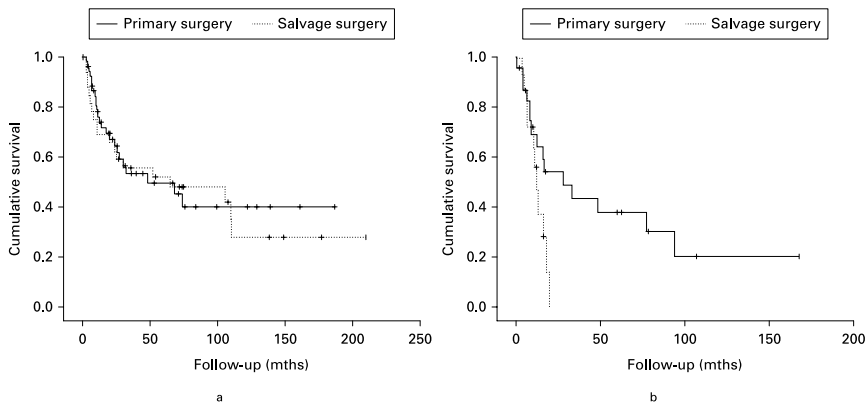 Primary surgery Salvage surgery
1.0
0.8
0.6
0.4
0.2
0.0
Cumulative survival
0 50 100 150 200 250
Follow-up (mths)
a
Primary surgery Salvage surgery
1.0
0.8
0.6
0.4
0.2
0.0
Cumulative survival
0 50 100 150 200
Follow-up (mths)
b